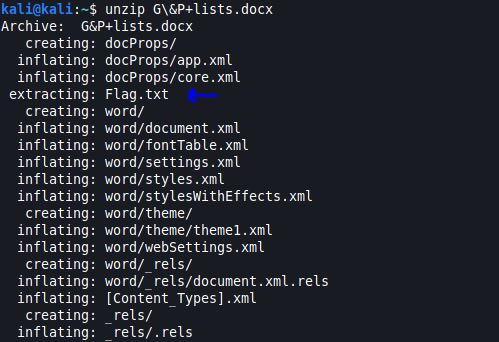 kali@kali:~$ unzip G\&P+lists.docx
Archive:  G&P+lists.docx
   creating: docProps/
  inflating: docProps/app.xml
  inflating: docProps/core.xml
 extracting: Flag.txt
   creating: word/
  inflating: word/document.xml
  inflating: word/fontTable.xml
  inflating: word/settings.xml
  inflating: word/styles.xml
  inflating: word/stylesWithEffects.xml
   creating: word/theme/
  inflating: word/theme/theme1.xml
  inflating: word/webSettings.xml
   creating: word/_rels/
  inflating: word/_rels/document.xml.rels
  inflating: [Content_Types].xml
   creating: _rels/
  inflating: _rels/.rels